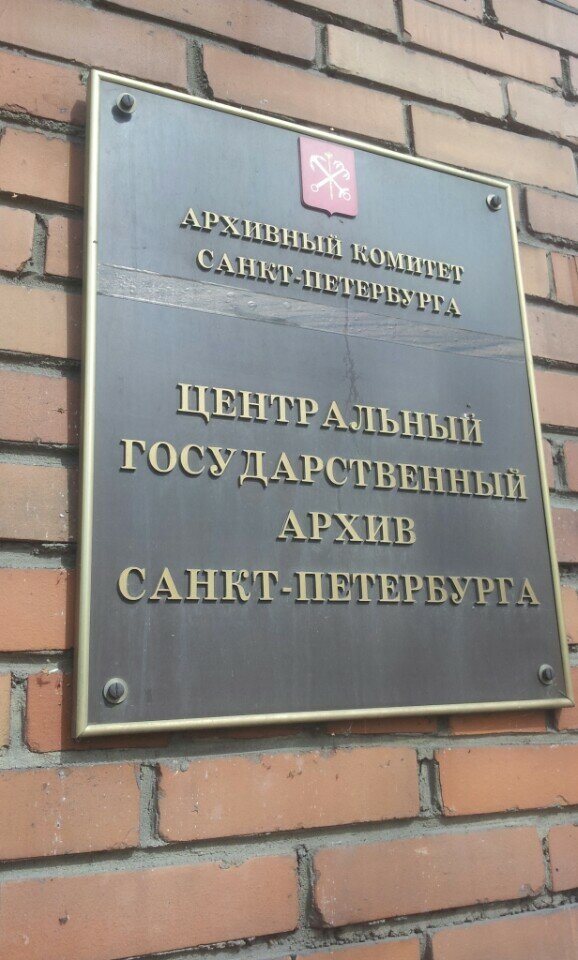 АРХИВНЫЙ КОМИТЕТ
САНКТ-ПЕТЕРБУРГА
ЦЕНТРАЛЬНЫЙ
ГОСУДАРСТВЕННЫЙ
АРХИВ
САНКТ-ПЕТЕРБУРГА